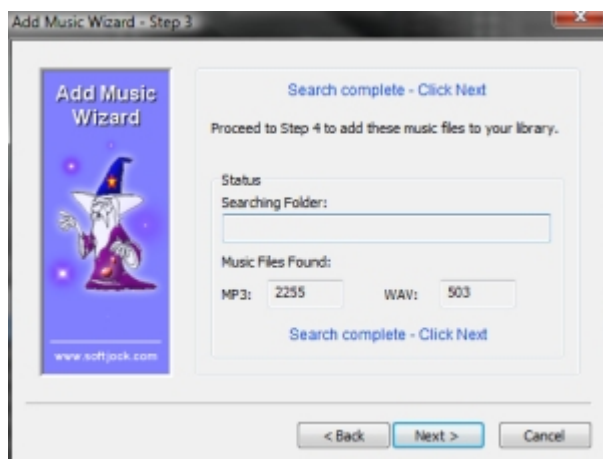 Add Music Wizard - Step 3
Add Music
Wizard
www.softjock.com
Search complete - Click Next
Proceed to Step 4 to add these music files to your library.
Status
Searching Folder:
Music Files Found:
MP3: 2255 WAV: 503
Search complete - Click Next
< Back Next > Cancel